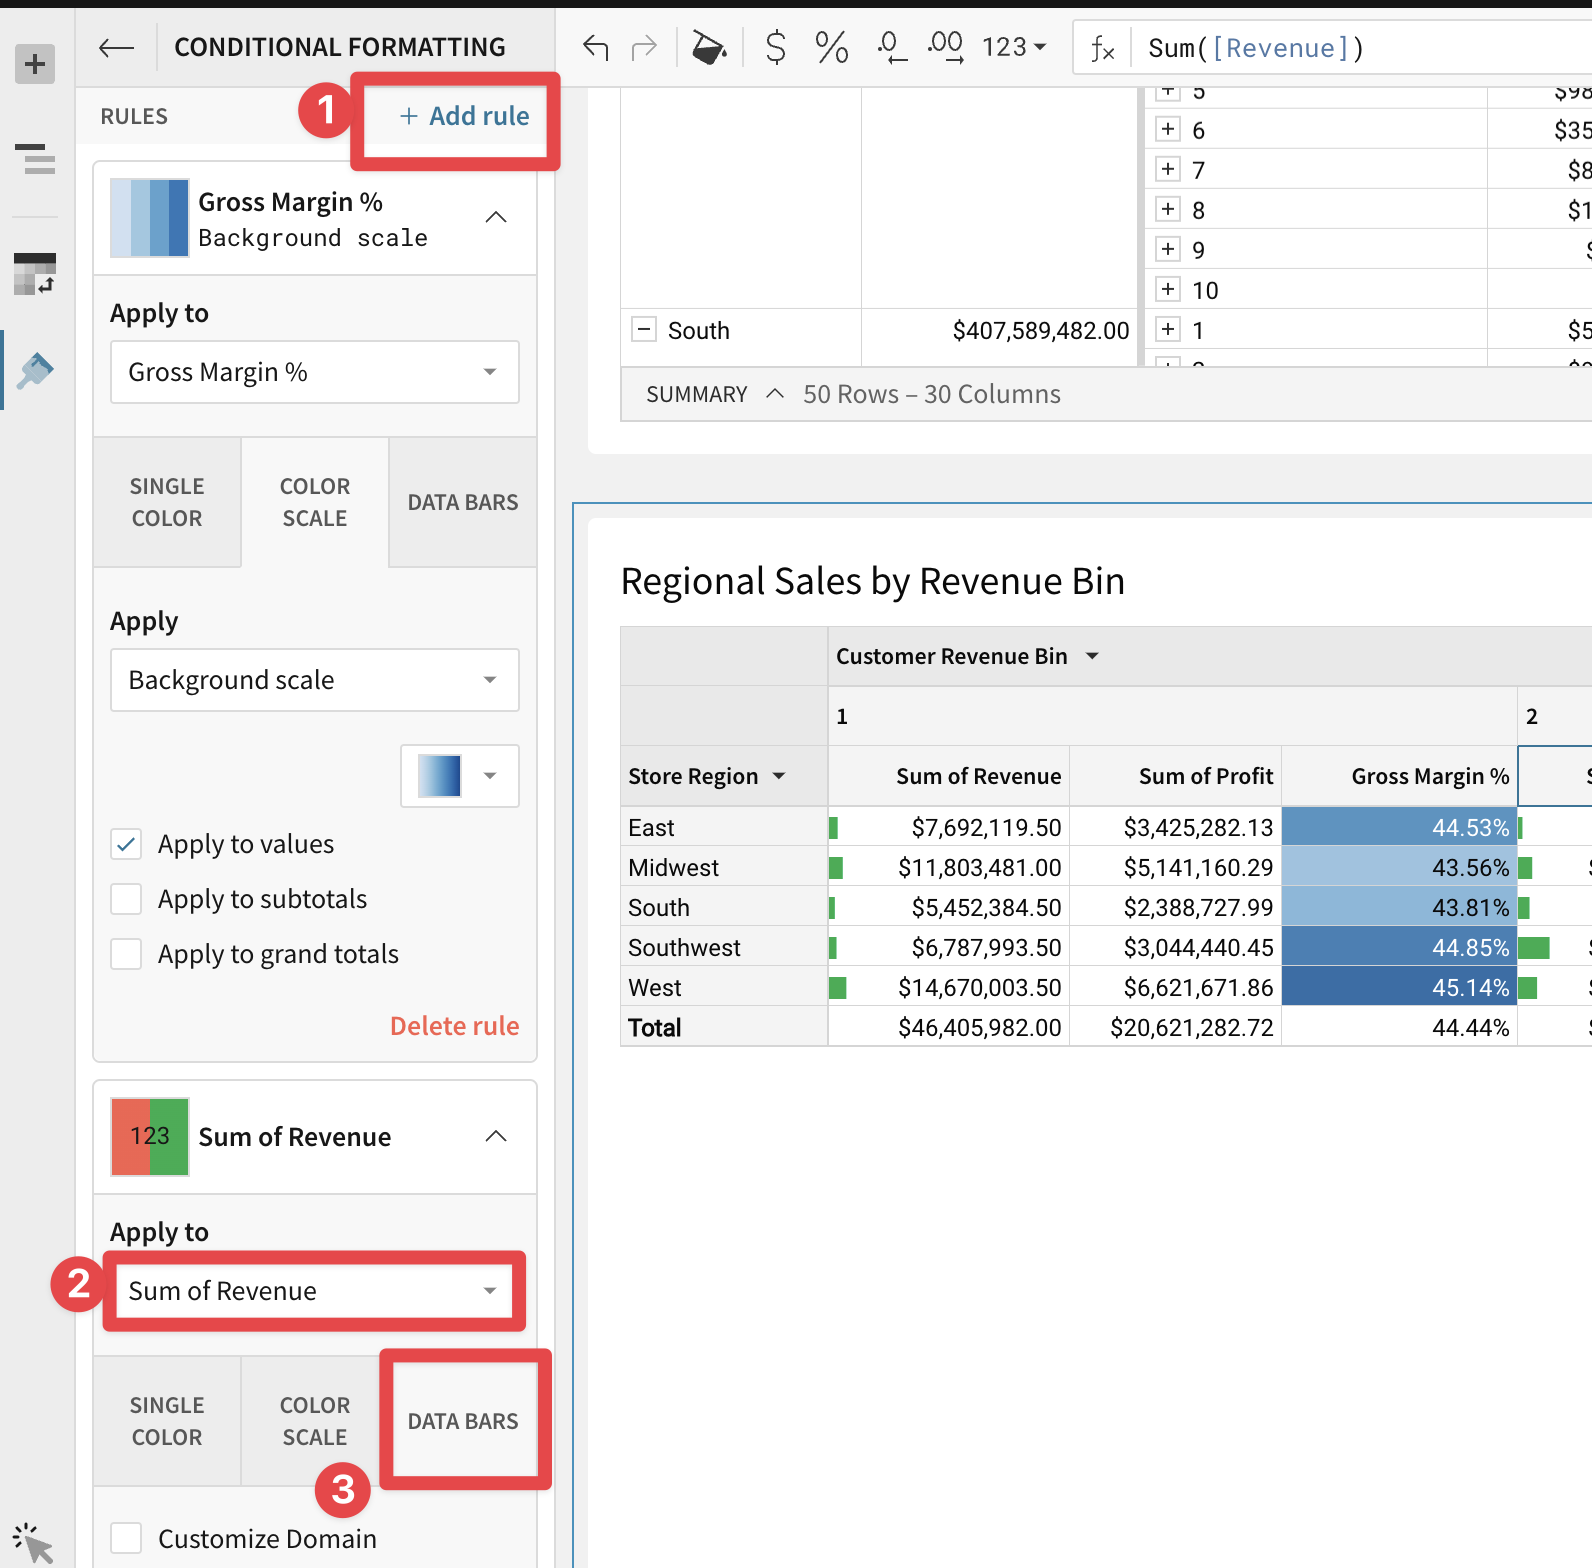 CONDITIONAL FORMATTING
.0 .00 123
fx Sum([Revenue])
RULES
1
+ Add rule
Gross Margin %
Background scale
Apply to
Gross Margin %
SINGLE COLOR
COLOR SCALE
DATA BARS
Apply
Background scale
Apply to values
Apply to subtotals
Apply to grand totals
Delete rule
123
Sum of Revenue
Apply to
2
Sum of Revenue
SINGLE COLOR
COLOR SCALE
DATA BARS
3
Customize Domain
5 $98
6 $35
7 $8
8 $1
9 $
10
South $407,589,482.00 1 $5
SUMMARY 50 Rows – 30 Columns
Regional Sales by Revenue Bin
Customer Revenue Bin
1 2
Store Region Sum of Revenue Sum of Profit Gross Margin % S
East $7,692,119.50 $3,425,282.13 44.53%
Midwest $11,803,481.00 $5,141,160.29 43.56% $
South $5,452,384.50 $2,388,727.99 43.81%
Southwest $6,787,993.50 $3,044,440.45 44.85% $
West $14,670,003.50 $6,621,671.86 45.14% $
Total $46,405,982.00 $20,621,282.72 44.44% $